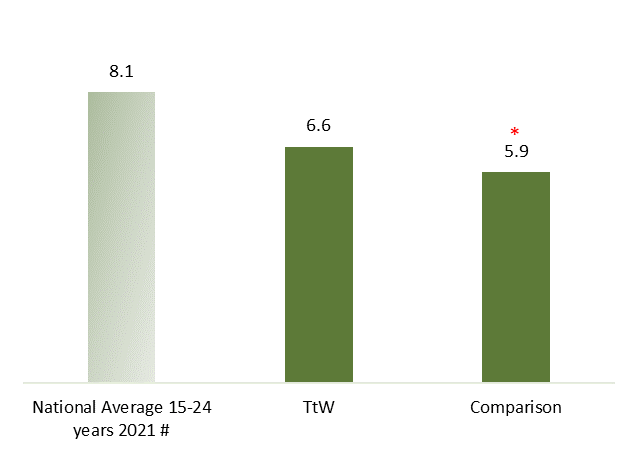 8.1
6.6
*
5.9
National Average 15-24
years 2021 #
TtW
Comparison